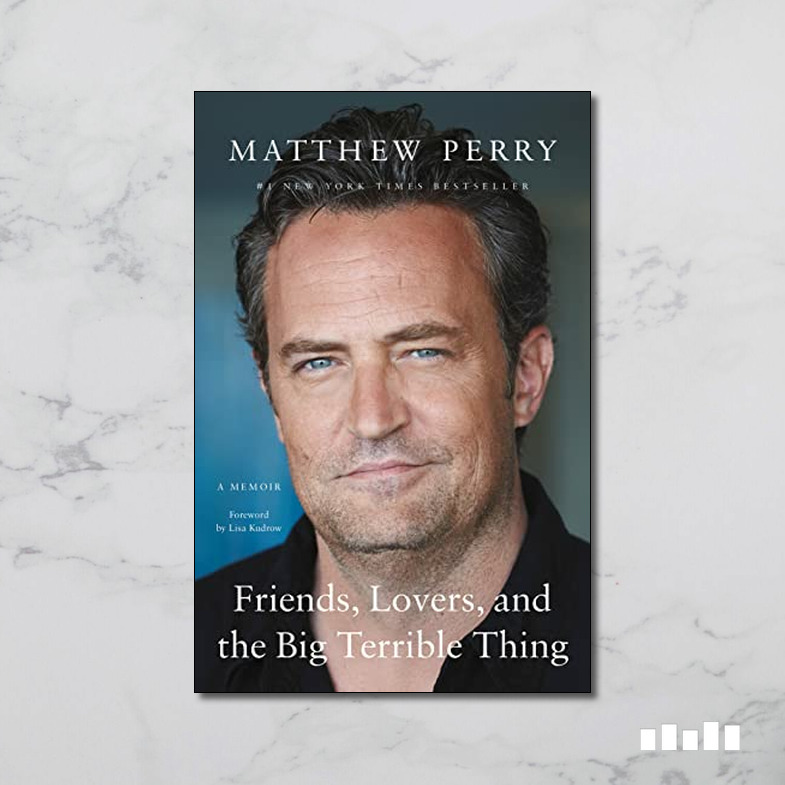 MATTHEW PERRY
#1 NEW YORK TIMES BESTSELLER
A MEMOIR
Foreword
by Lisa Kudrow
Friends, Lovers, and
the Big Terrible Thing